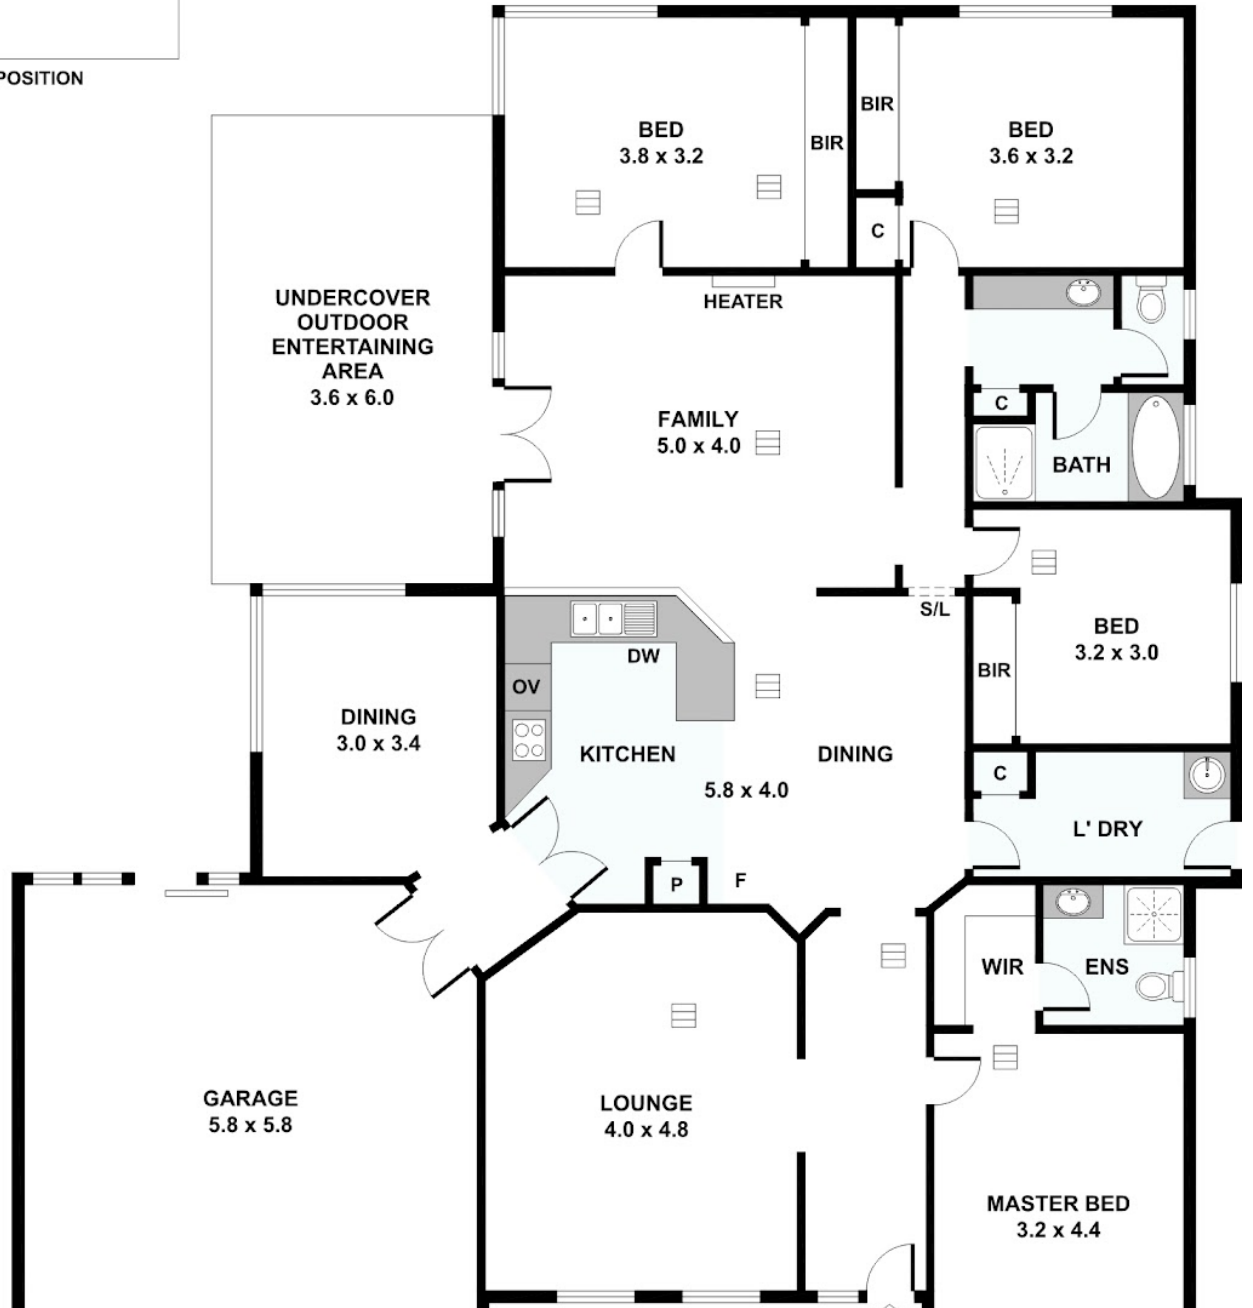 POSITION
BED
3.8 x 3.2
BIR
BIR
BED
3.6 x 3.2
C
UNDERCOVER
OUTDOOR
ENTERTAINING
AREA
3.6 x 6.0
HEATER
FAMILY
5.0 x 4.0
C
BATH
S/L
BED
3.2 x 3.0
BIR
DW
OV
DINING
3.0 x 3.4
KITCHEN
DINING
5.8 x 4.0
C
L' DRY
P
F
WIR
ENS
GARAGE
5.8 x 5.8
LOUNGE
4.0 x 4.8
MASTER BED
3.2 x 4.4